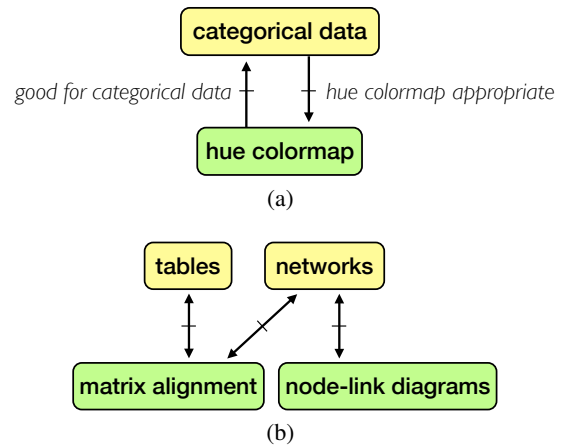 categorical data
good for categorical data
hue colormap appropriate
hue colormap
(a)
tables
networks
matrix alignment
node-link diagrams
(b)